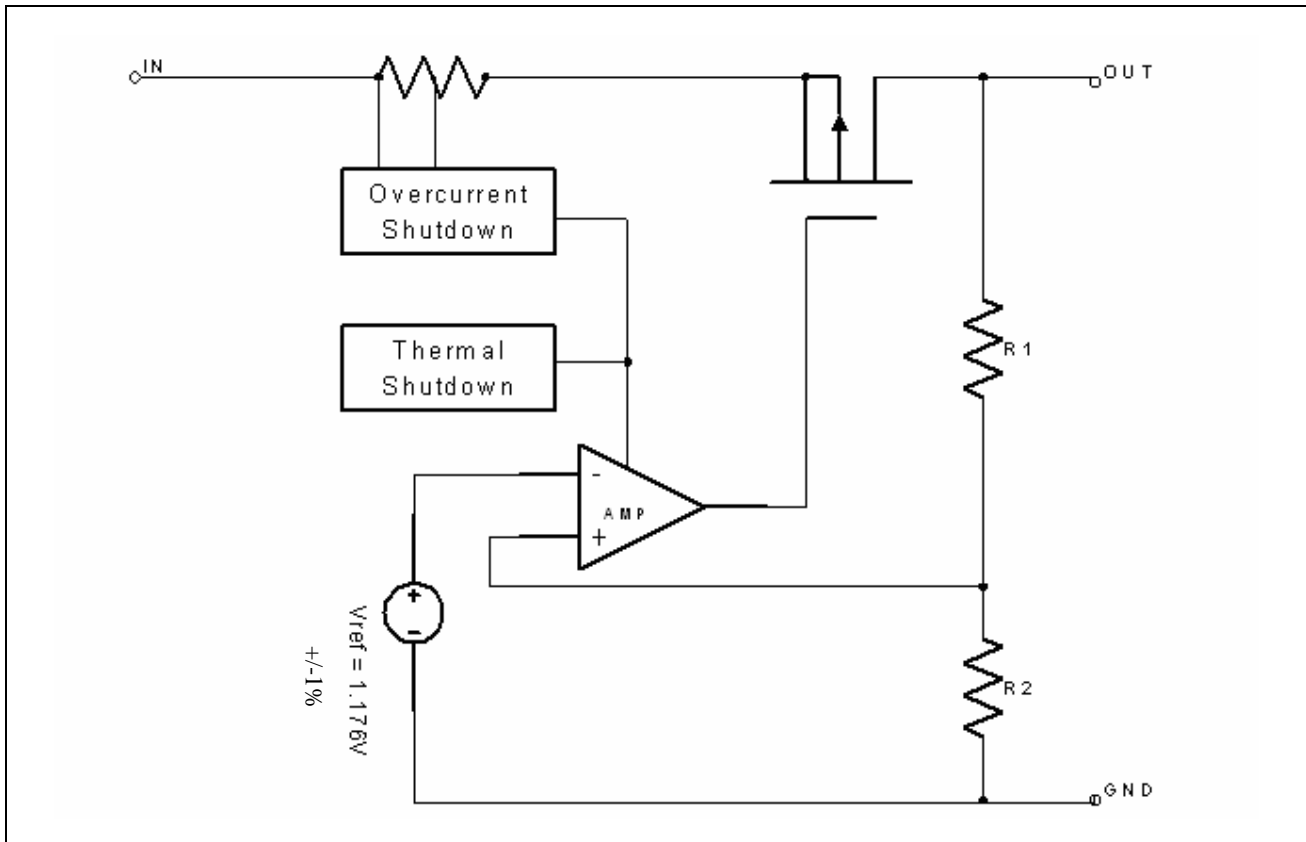 IN
OUT
Overcurrent
Shutdown
Thermal
Shutdown
R1
-
AMP
+
+
-
Vref = 1.176V
+/-1%
R2
GND